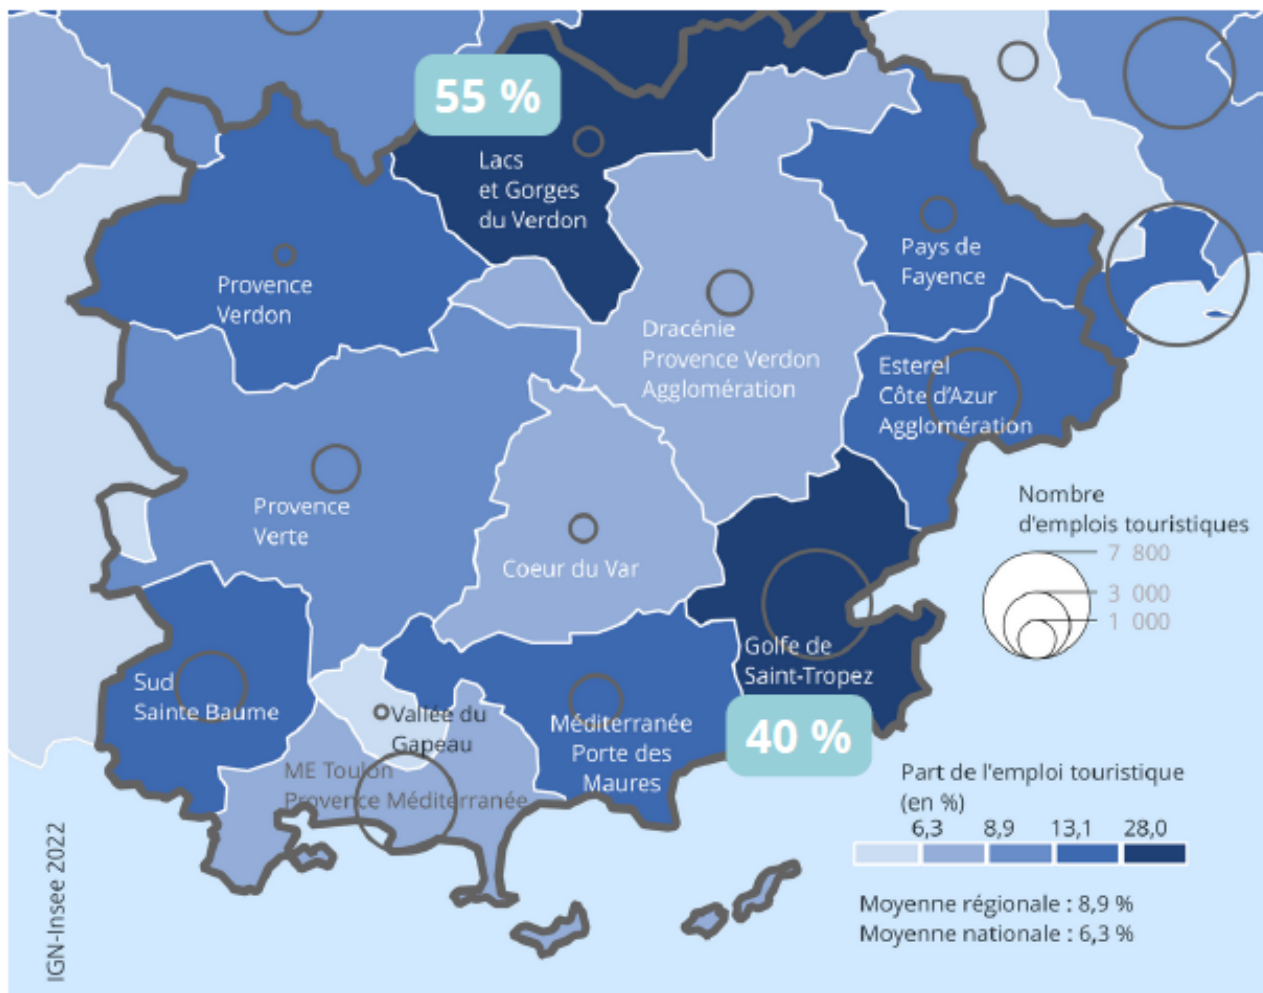 55 %
Lacs
et Gorges
du Verdon
Pays de
Fayence
Provence
Verdon
Dracénie
Provence Verdon
Agglomération
Esterel
Côte d'Azur
Agglomération
Provence
Verte
Coeur du Var
Nombre
d'emplois touristiques
7 800
3 000
1 000
Golfe de
Saint-Tropez
Sud
Sainte Baume
Vallée du
Gapeau
Méditerranée
Porte des
Maures
40 %
ME Toulon
Provence Méditerranée
Part de l'emploi touristique
(en %)
6,3 8,9 13,1 28,0
Moyenne régionale : 8,9 %
Moyenne nationale : 6,3 %
IGN-Insee 2022